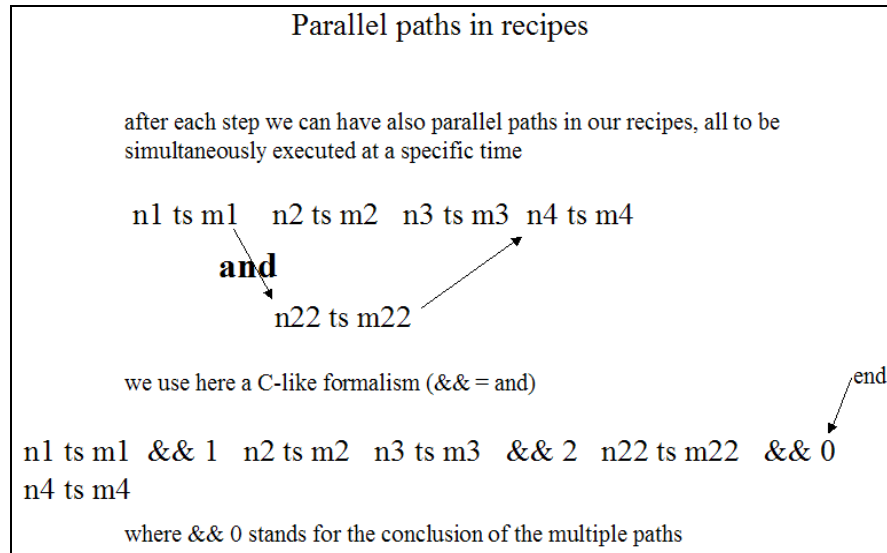 Parallel paths in recipes
after each step we can have also parallel paths in our recipes, all to be
simultaneously executed at a specific time
n1 ts m1 n2 ts m2 n3 ts m3 n4 ts m4
and
n22 ts m22
we use here a C-like formalism (&& = and)
end
n1 ts m1 && 1 n2 ts m2 n3 ts m3 && 2 n22 ts m22 && 0
n4 ts m4
where && 0 stands for the conclusion of the multiple paths